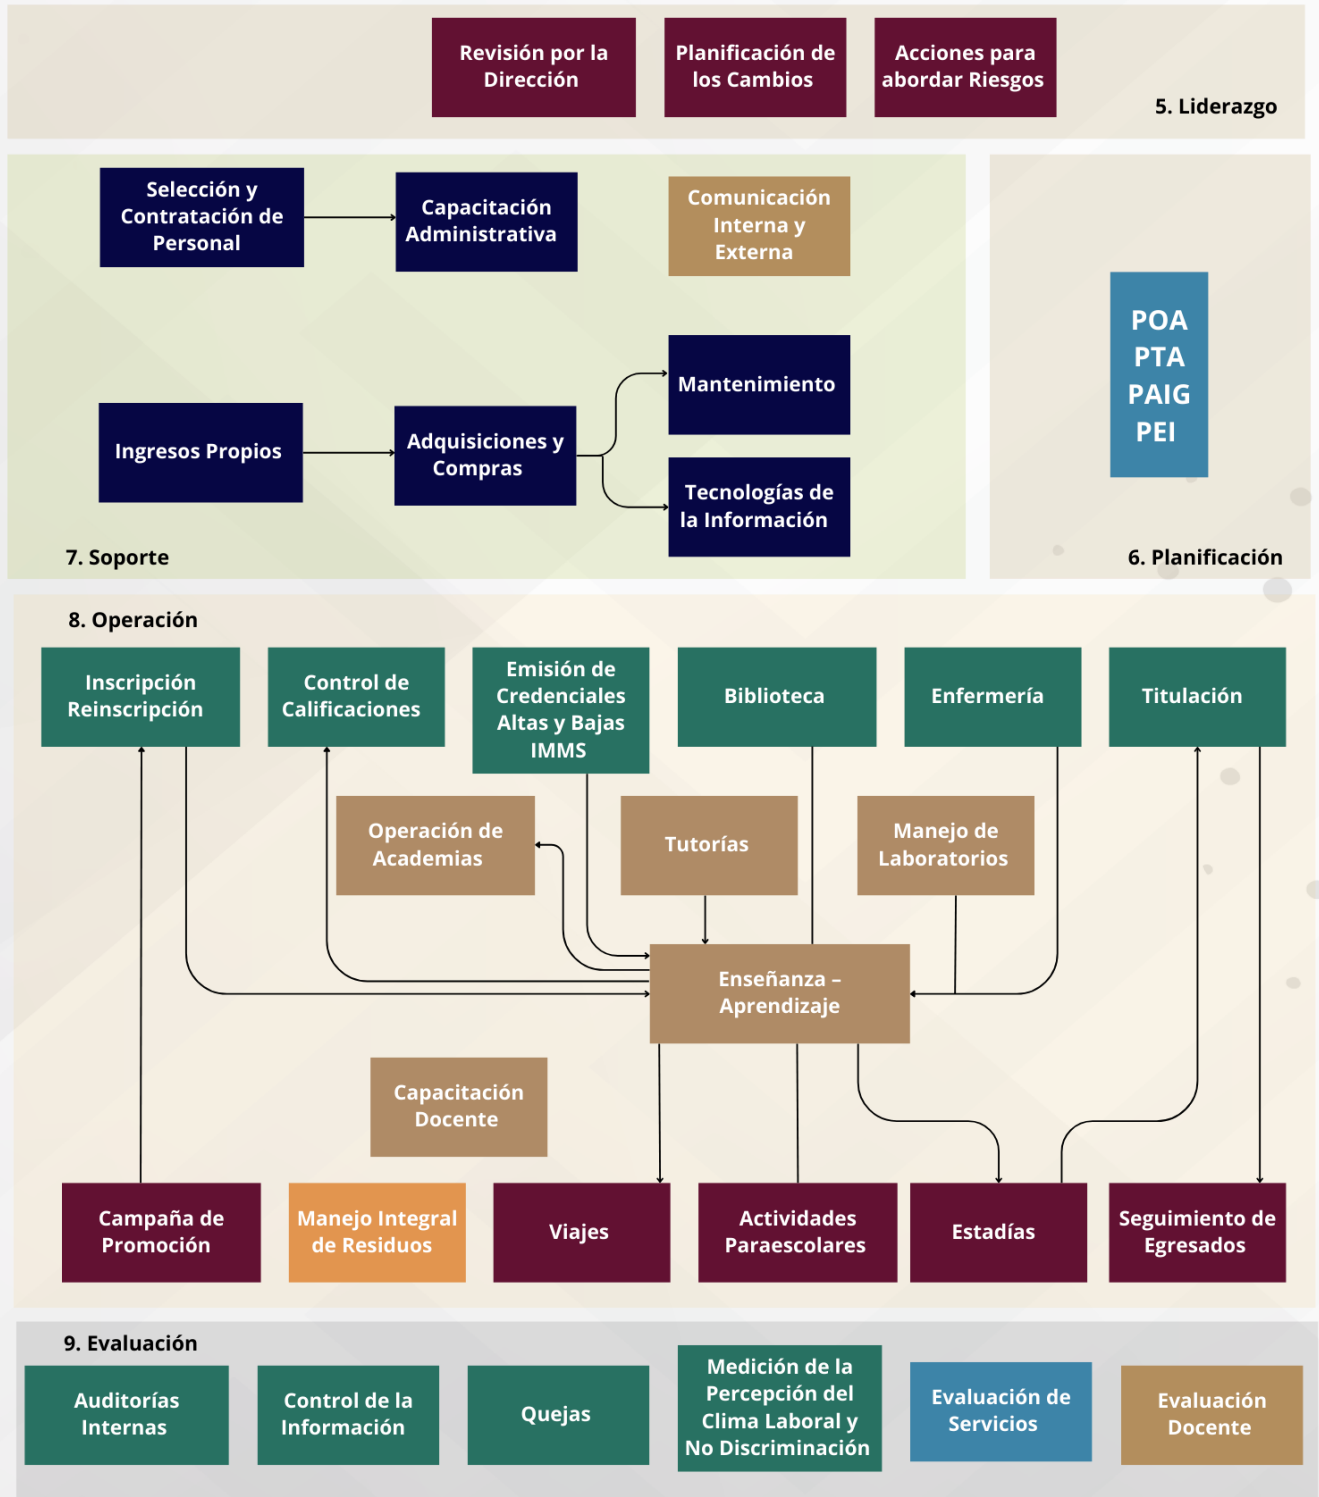 Revisión por la
Dirección
Planificación de
los Cambios
Acciones para
abordar Riesgos
5. Liderazgo
Selección y
Contratación de
Personal
Capacitación
Administrativa
Comunicación
Interna y
Externa
Ingresos Propios
Adquisiciones y
Compras
Mantenimiento
Tecnologías de
la Información
7. Soporte
POA
PTA
PAIG
PEI
6. Planificación
8. Operación
Inscripción
Reinscripción
Control de
Calificaciones
Emisión de
Credenciales
Altas y Bajas
IMMS
Biblioteca
Enfermería
Titulación
Operación de
Academias
Tutorías
Manejo de
Laboratorios
Enseñanza –
Aprendizaje
Capacitación
Docente
Campaña de
Promoción
Manejo Integral
de Residuos
Viajes
Actividades
Paraescolares
Estadías
Seguimiento de
Egresados
9. Evaluación
Auditorías
Internas
Control de la
Información
Quejas
Medición de la
Percepción del
Clima Laboral y
No Discriminación
Evaluación de
Servicios
Evaluación
Docente